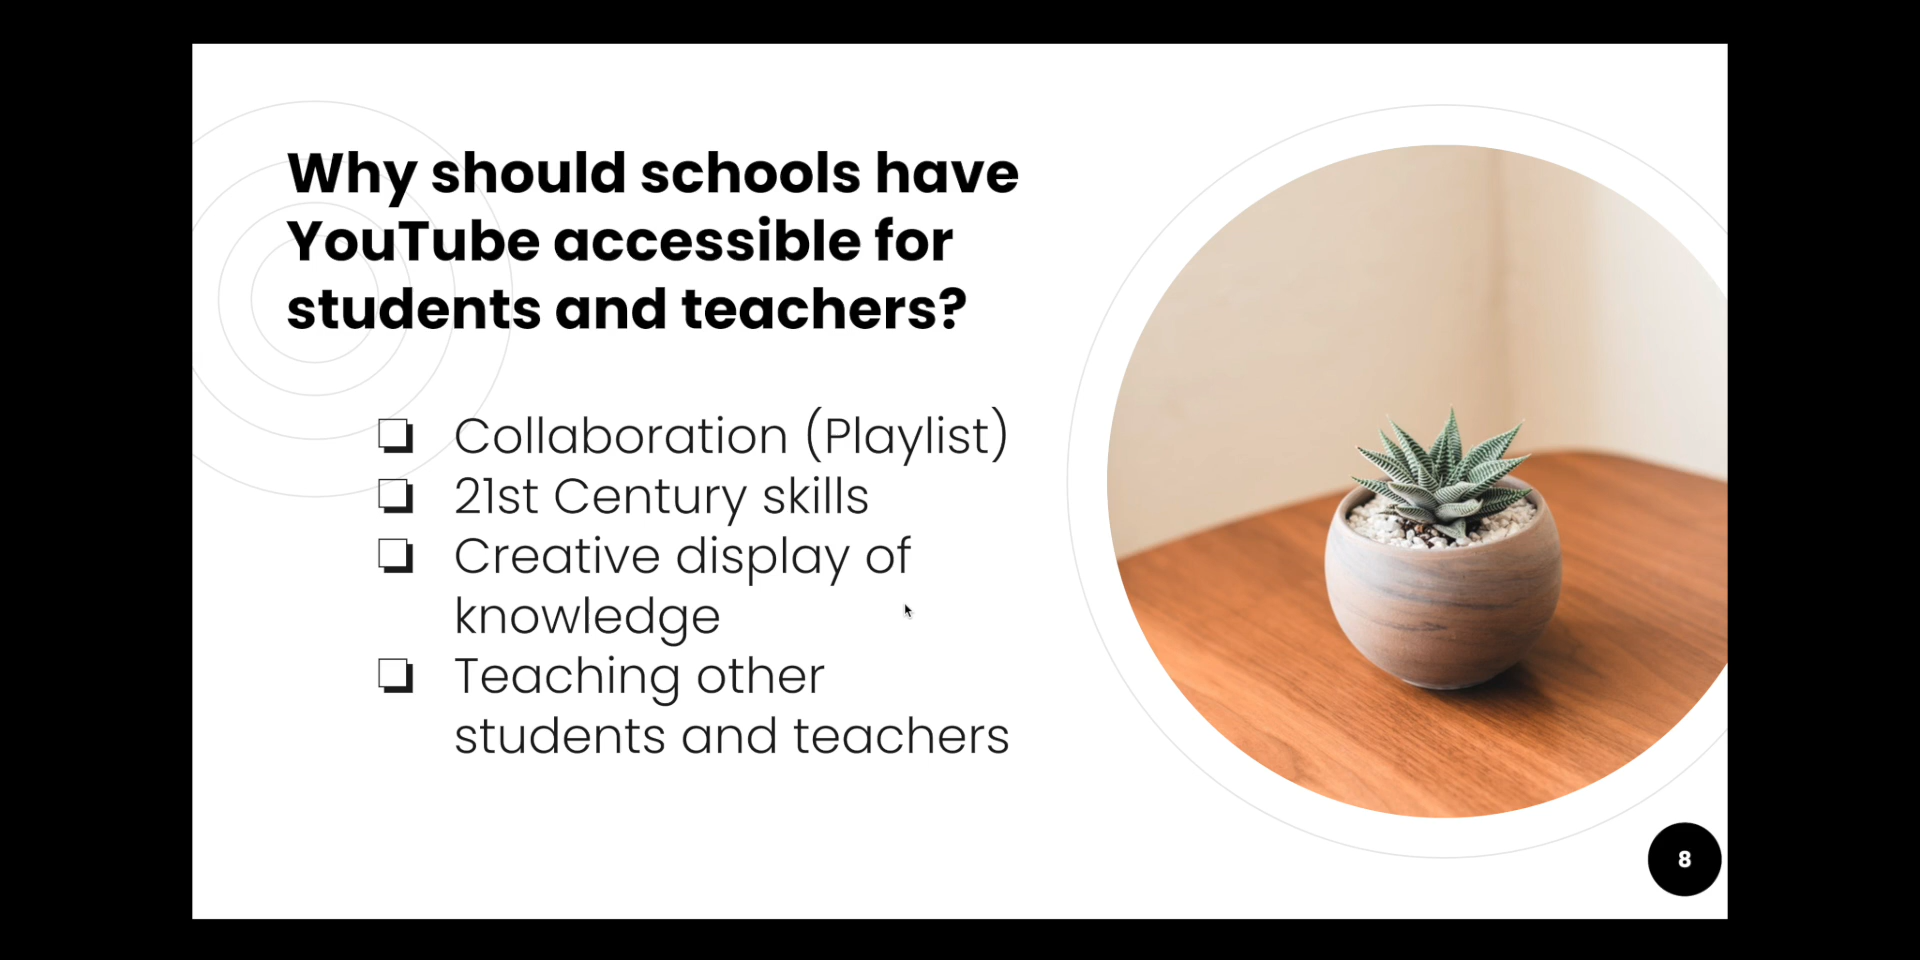 Why should schools have
YouTube accessible for
students and teachers?
Collaboration (Playlist)
21st Century skills
Creative display of
knowledge
Teaching other
students and teachers
8